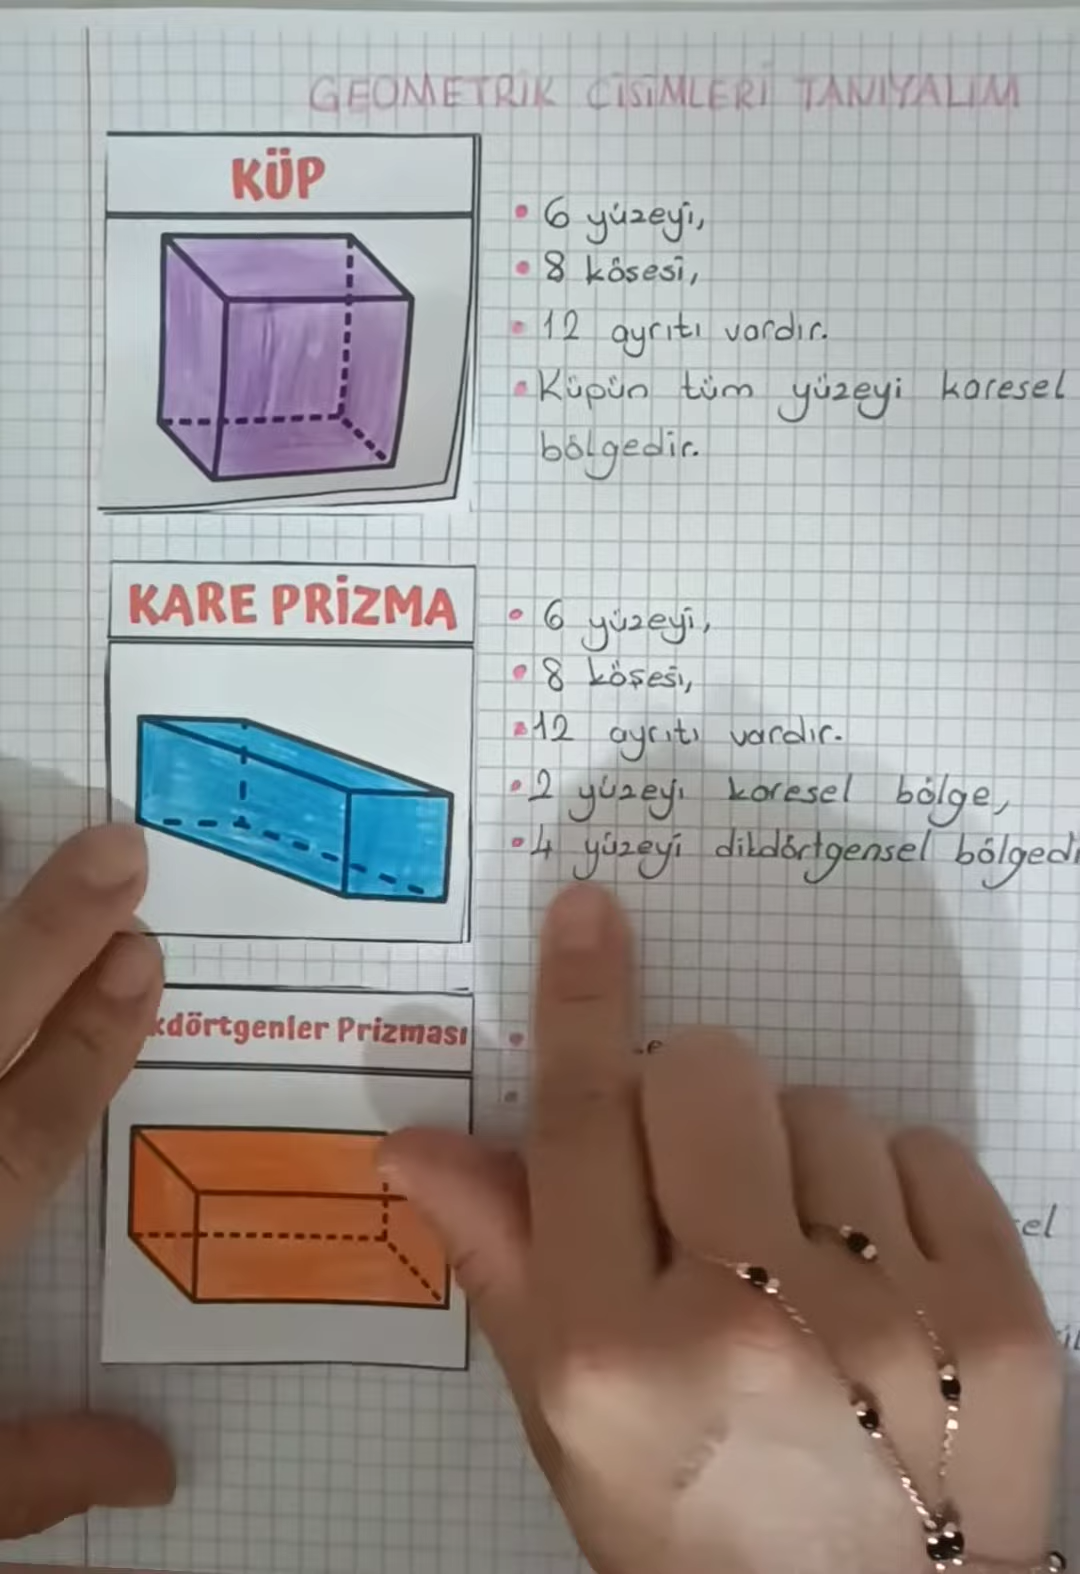 GEOMETRİK CİSİMLERİ TANIYALIM
KÜP
• 6 yüzeyi,
• 8 köşesi,
• 12 ayrıtı vardır.
• Küpün tüm yüzeyi karesel
bölgedir.
KARE PRİZMA
• 6 yüzeyi,
• 8 köşesi,
• 12 ayrıtı vardır.
• 2 yüzeyi karesel bölge,
• 4 yüzeyi dikdörtgensel bölgedi
kdörtgenler Prizması